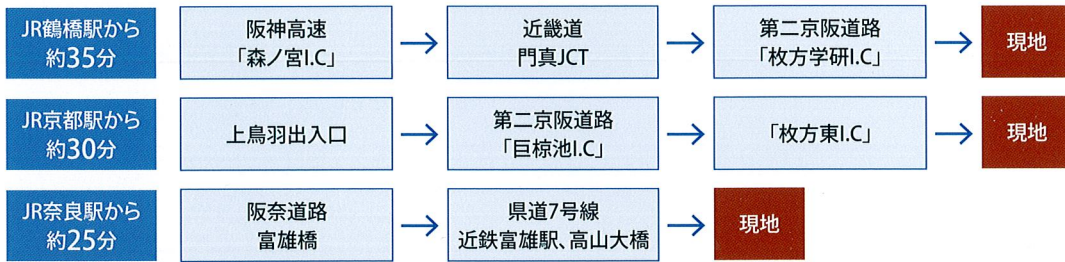 JR鶴橋駅から
約35分
阪神高速
「森ノ宮I.C」
近畿道
門真JCT
第二京阪道路
「枚方学研I.C」
現地
JR京都駅から
約30分
上鳥羽出入口
第二京阪道路
「巨椋池I.C」
「枚方東I.C」
現地
JR奈良駅から
約25分
阪奈道路
富雄橋
県道7号線
近鉄富雄駅、高山大橋
現地